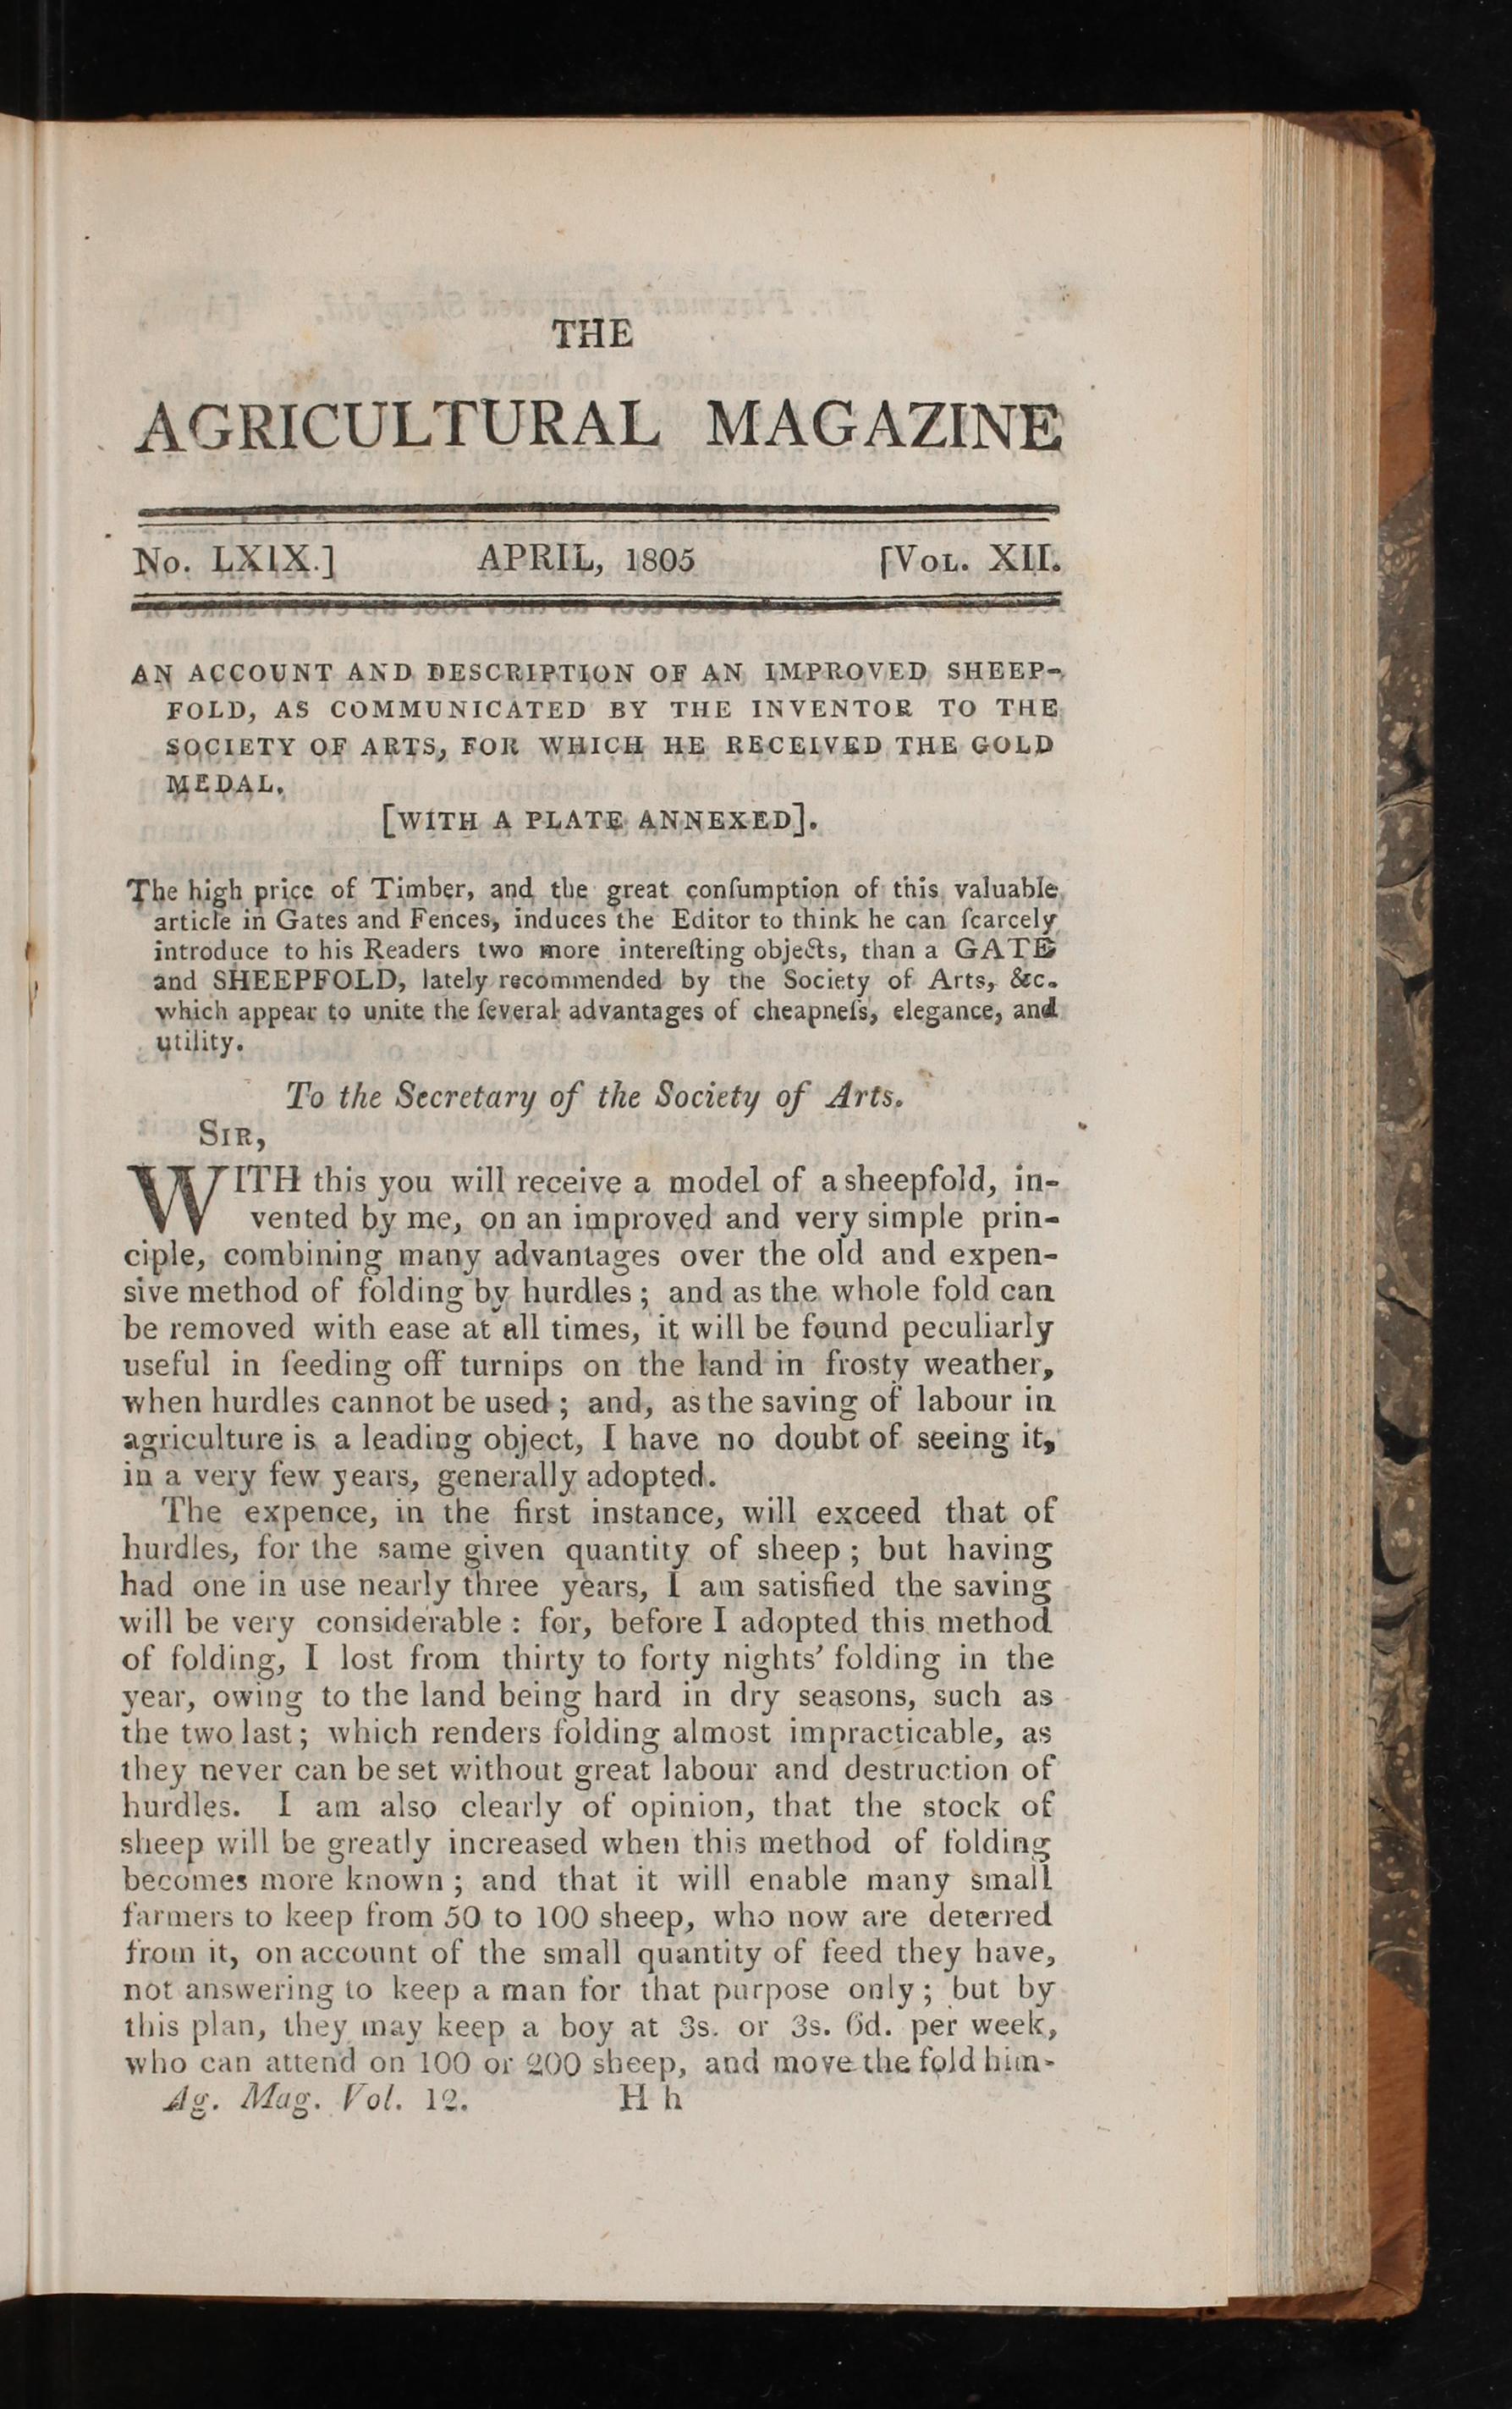 THE
AGRICULTURAL MAGAZINE
No. LXIX.] APRIL, 1805 [VOL. XII.
AN ACCOUNT AND DESCRIPTION OF AN IMPROVED SHEEP-
FOLD, AS COMMUNICATED BY THE INVENTOR TO THE
SOCIETY OF ARTS, FOR WHICH HE RECEIVED THE GOLD
MEDAL,
[WITH A PLATE ANNEXED].
The high price of Timber, and the great conſumption of this valuable
article in Gates and Fences, induces the Editor to think he can ſcarcely
introduce to his Readers two more intereſting objects, than a GATE
and SHEEPFOLD, lately recommended by the Society of Arts, &c.
which appear to unite the ſeveral advantages of cheapneſs, elegance, and
utility.
To the Secretary of the Society of Arts.
SIR,
WITH this you will receive a model of a sheepfold, in-
vented by me, on an improved and very simple prin-
ciple, combining many advantages over the old and expen-
sive method of folding by hurdles; and as the whole fold can
be removed with ease at all times, it will be found peculiarly
useful in feeding off turnips on the land in frosty weather,
when hurdles cannot be used; and, as the saving of labour in
agriculture is a leading object, I have no doubt of seeing it,
in a very few years, generally adopted.
The expence, in the first instance, will exceed that of
hurdles, for the same given quantity of sheep; but having
had one in use nearly three years, I am satisfied the saving
will be very considerable: for, before I adopted this method
of folding, I lost from thirty to forty nights’ folding in the
year, owing to the land being hard in dry seasons, such as
the two last; which renders folding almost impracticable, as
they never can be set without great labour and destruction of
hurdles. I am also clearly of opinion, that the stock of
sheep will be greatly increased when this method of folding
becomes more known; and that it will enable many small
farmers to keep from 50 to 100 sheep, who now are deterred
from it, on account of the small quantity of feed they have,
not answering to keep a man for that purpose only; but by
this plan, they may keep a boy at 3s. or 3s. 6d. per week,
who can attend on 100 or 200 sheep, and move the fold him-
Ag. Mag. Vol. 12. H h